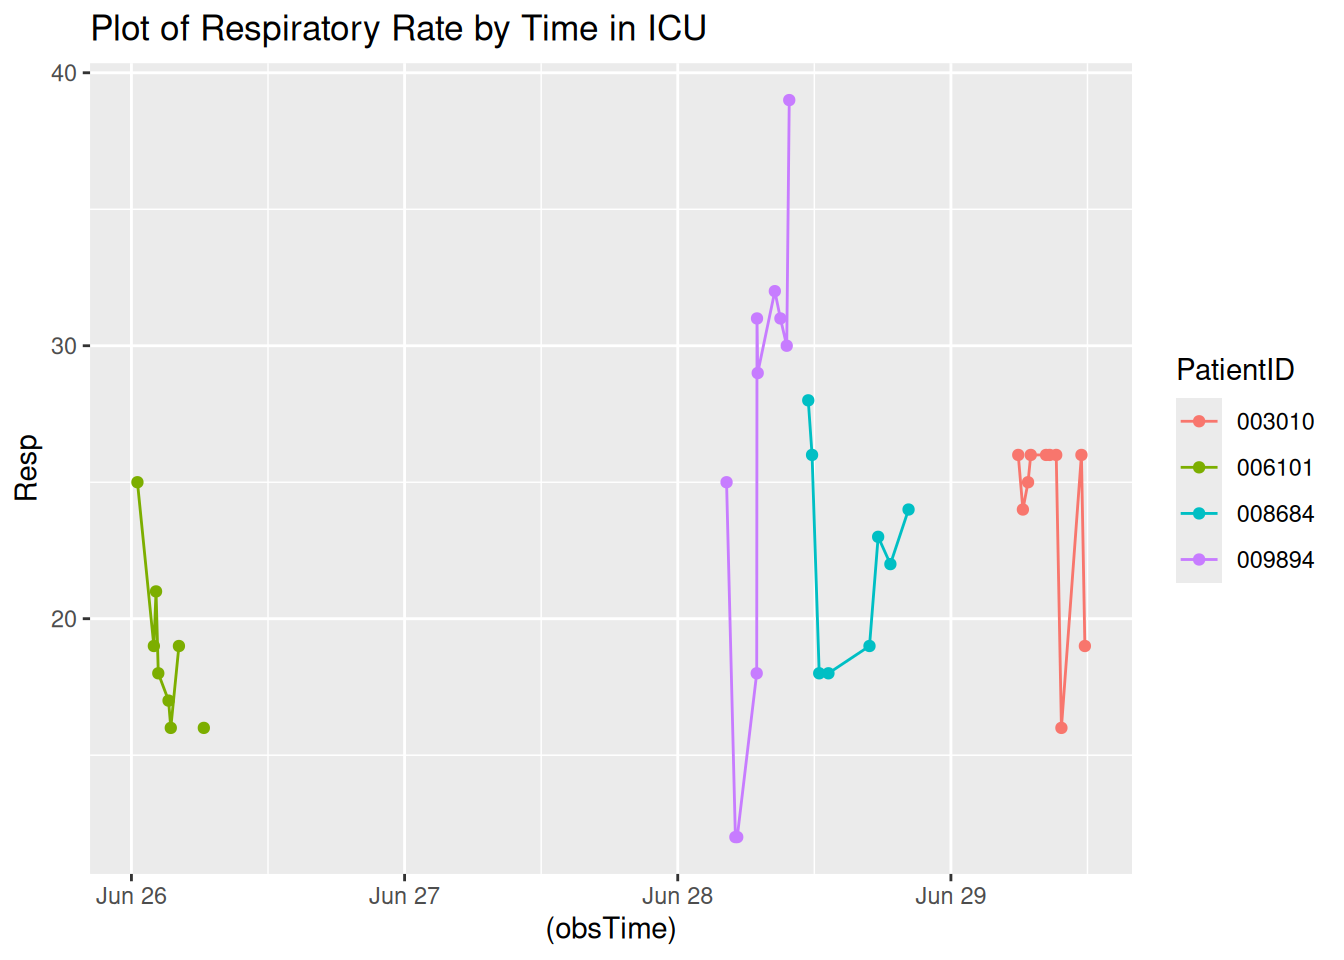 Plot of Respiratory Rate by Time in ICU
40
30
20
Resp
Jun 26
Jun 27
Jun 28
Jun 29
(obsTime)
PatientID
003010
006101
008684
009894